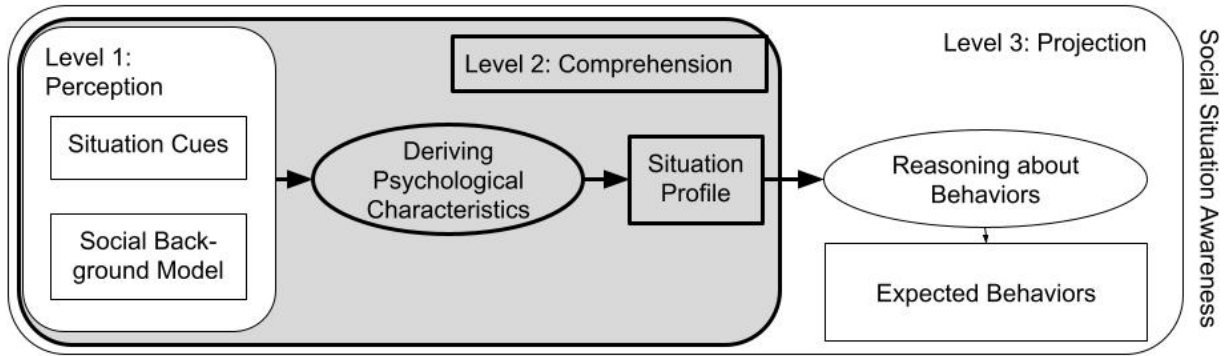 Level 1:
Perception
Situation Cues
Social Back-
ground Model
Level 2: Comprehension
Deriving
Psychological
Characteristics
Situation
Profile
Level 3: Projection
Reasoning about
Behaviors
Expected Behaviors
Social Situation Awareness